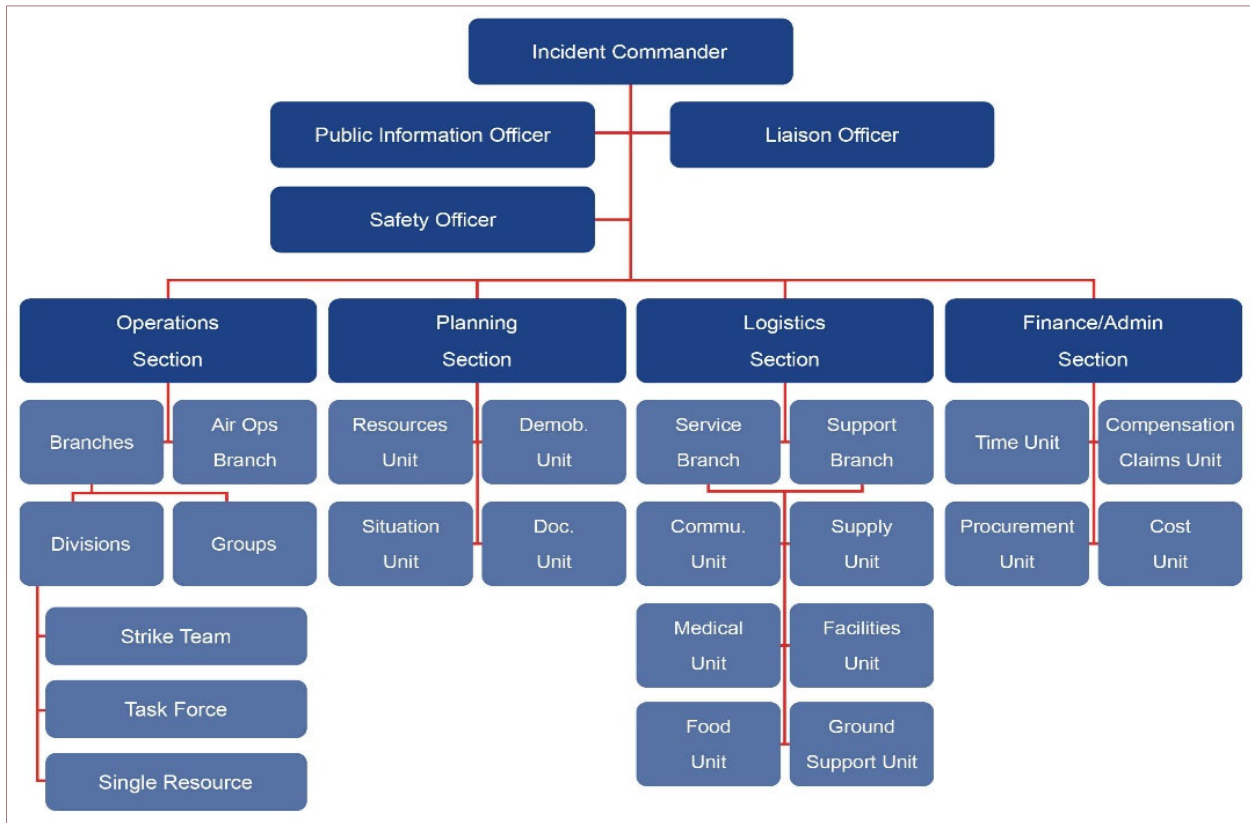 Incident Commander
Public Information Officer
Liaison Officer
Safety Officer
Operations
Section
Planning
Section
Logistics
Section
Finance/Admin
Section
Branches
Air Ops
Branch
Resources
Unit
Demob.
Unit
Service
Branch
Support
Branch
Time Unit
Compensation
Claims Unit
Divisions
Groups
Situation
Unit
Doc.
Unit
Commu.
Unit
Supply
Unit
Procurement
Unit
Cost
Unit
Strike Team
Medical
Unit
Facilities
Unit
Task Force
Food
Unit
Ground
Support Unit
Single Resource